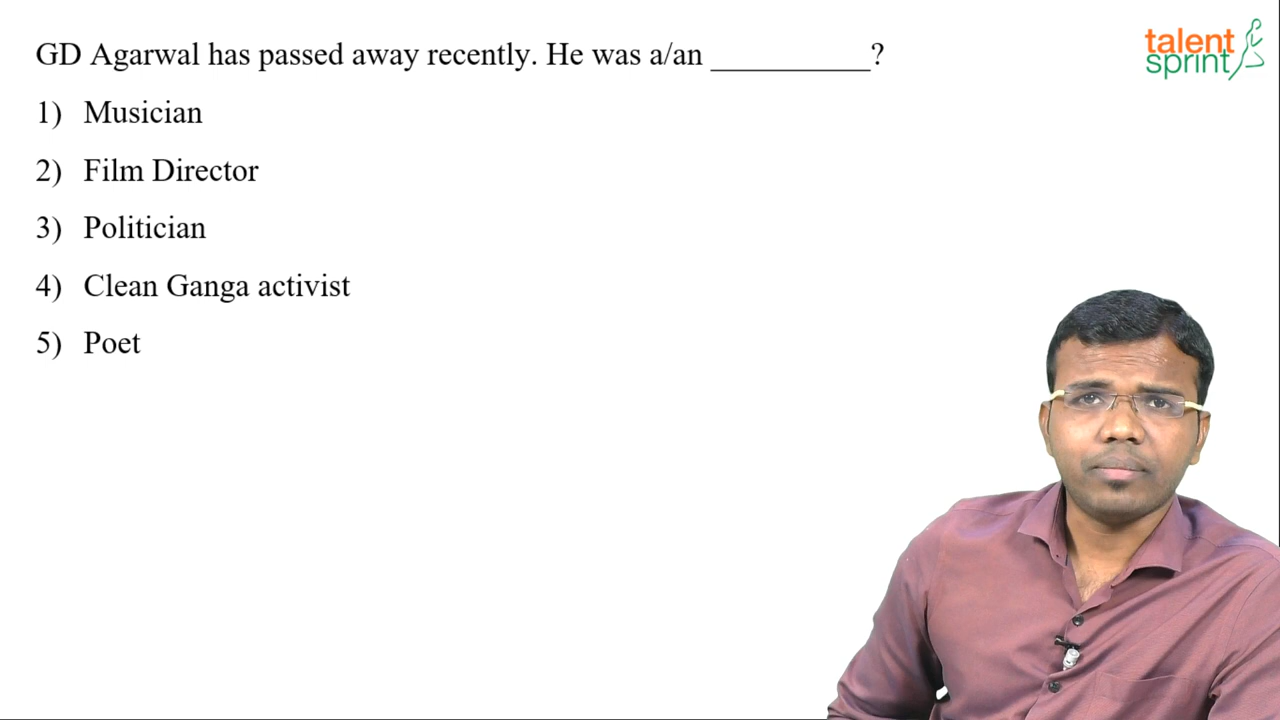 GD Agarwal has passed away recently. He was a/an __________?
talent
sprint
1) Musician
2) Film Director
3) Politician
4) Clean Ganga activist
5) Poet